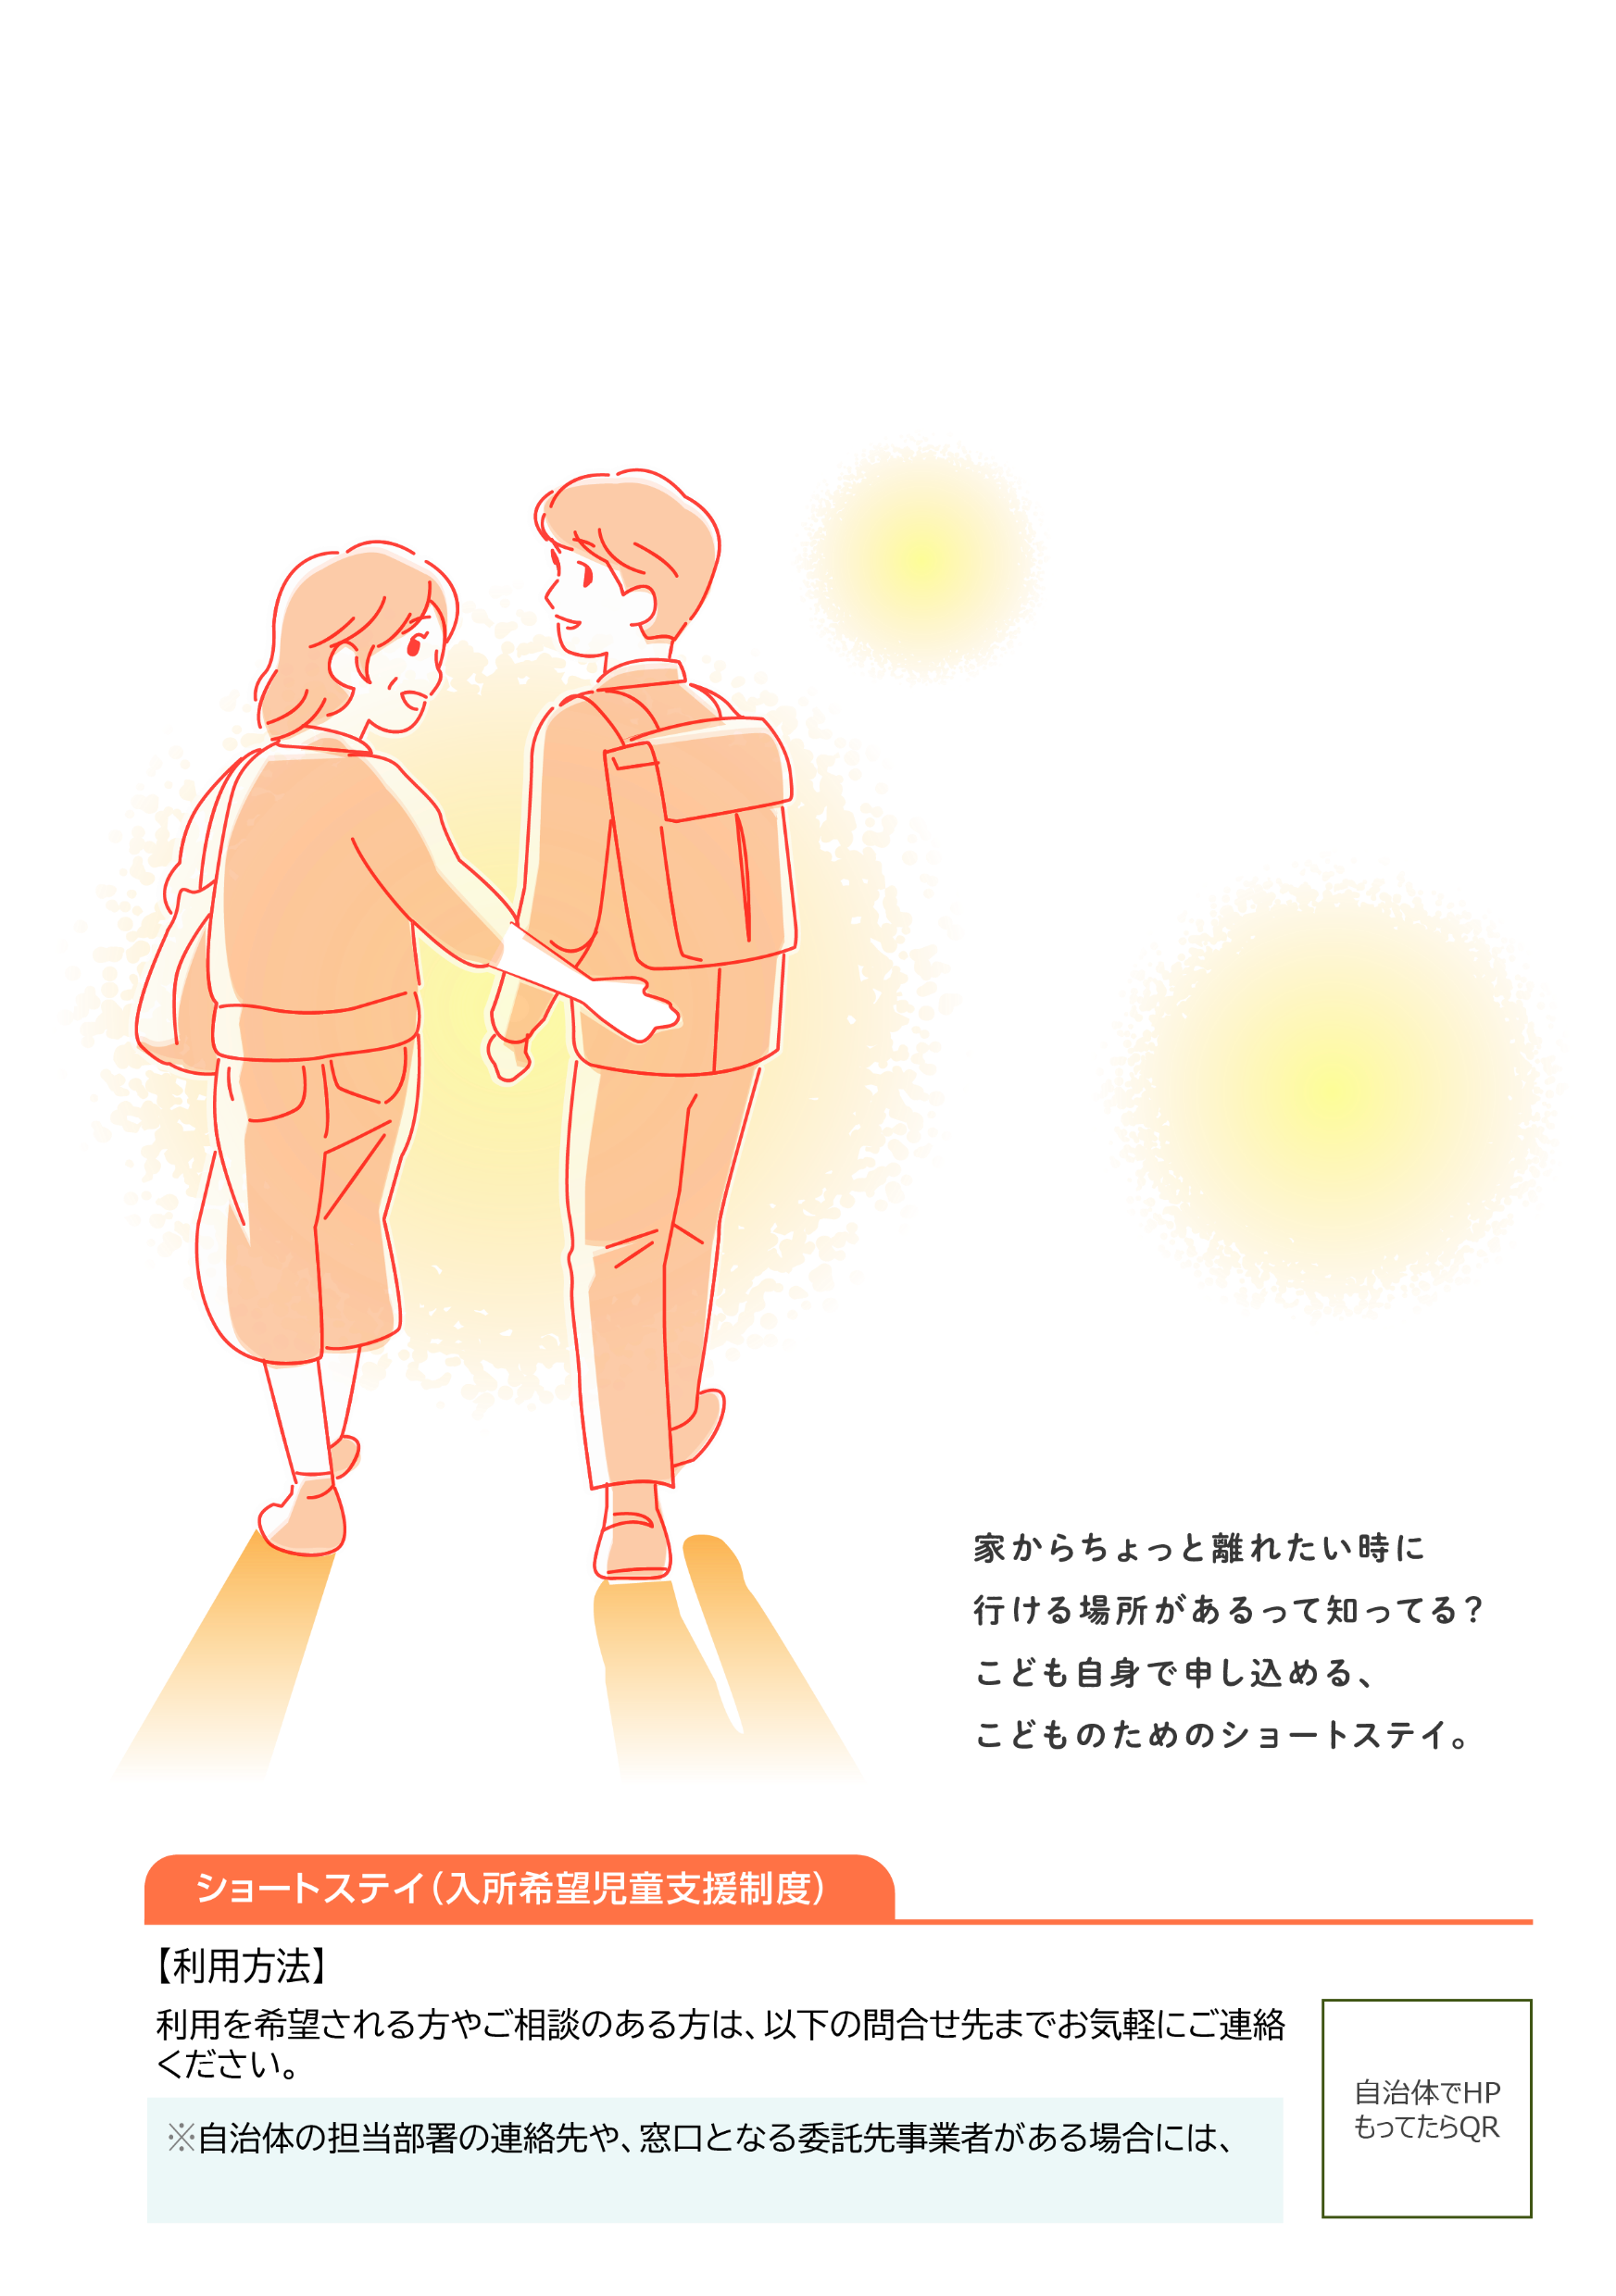 家からちょっと離れたい時に
行ける場所があるって知ってる？
こども自身で申し込める、
こどものためのショートステイ。
ショートステイ（入所希望児童支援制度）
【利用方法】
利用を希望される方やご相談のある方は、以下の問合せ先までお気軽にご連絡
ください。
※自治体の担当部署の連絡先や、窓口となる委託先事業者がある場合には、
自治体でHP
もってたらQR